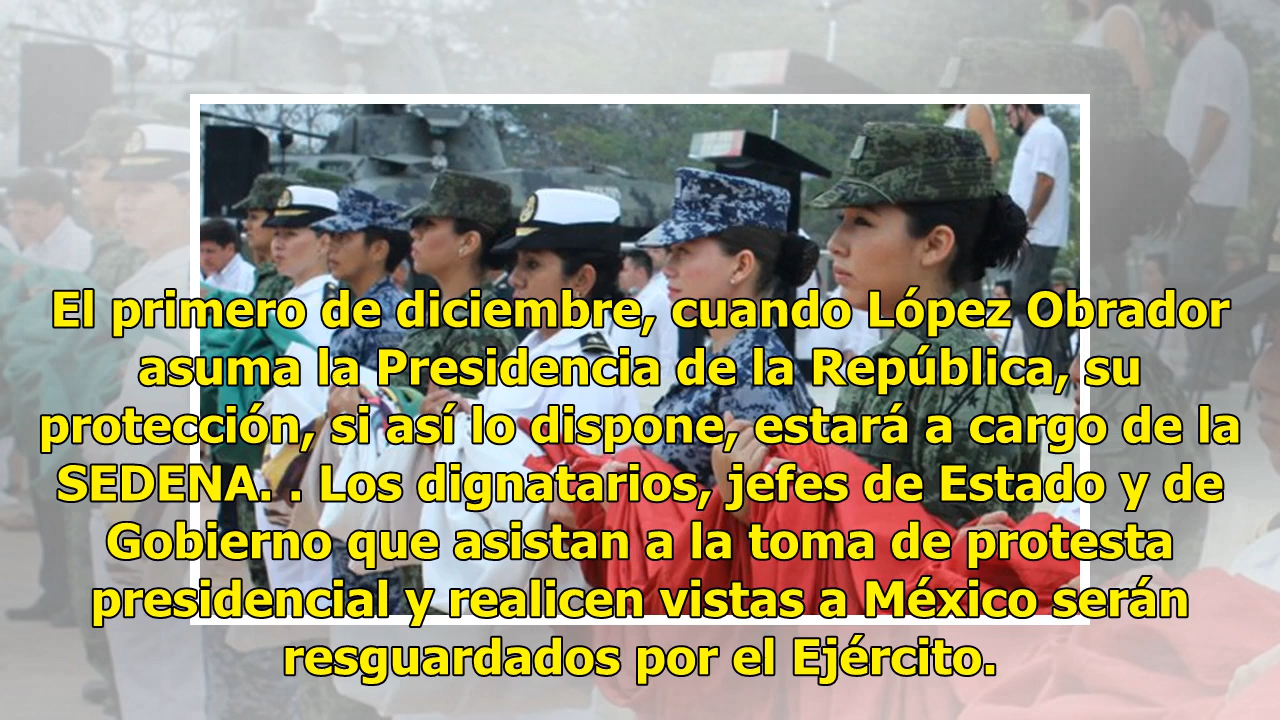 El primero de diciembre, cuando López Obrador
asuma la Presidencia de la República, su
protección, si así lo dispone, estará a cargo de la
SEDENA. . Los dignatarios, jefes de Estado y de
Gobierno que asistan a la toma de protesta
presidencial y realicen vistas a México serán
resguardados por el Ejército.